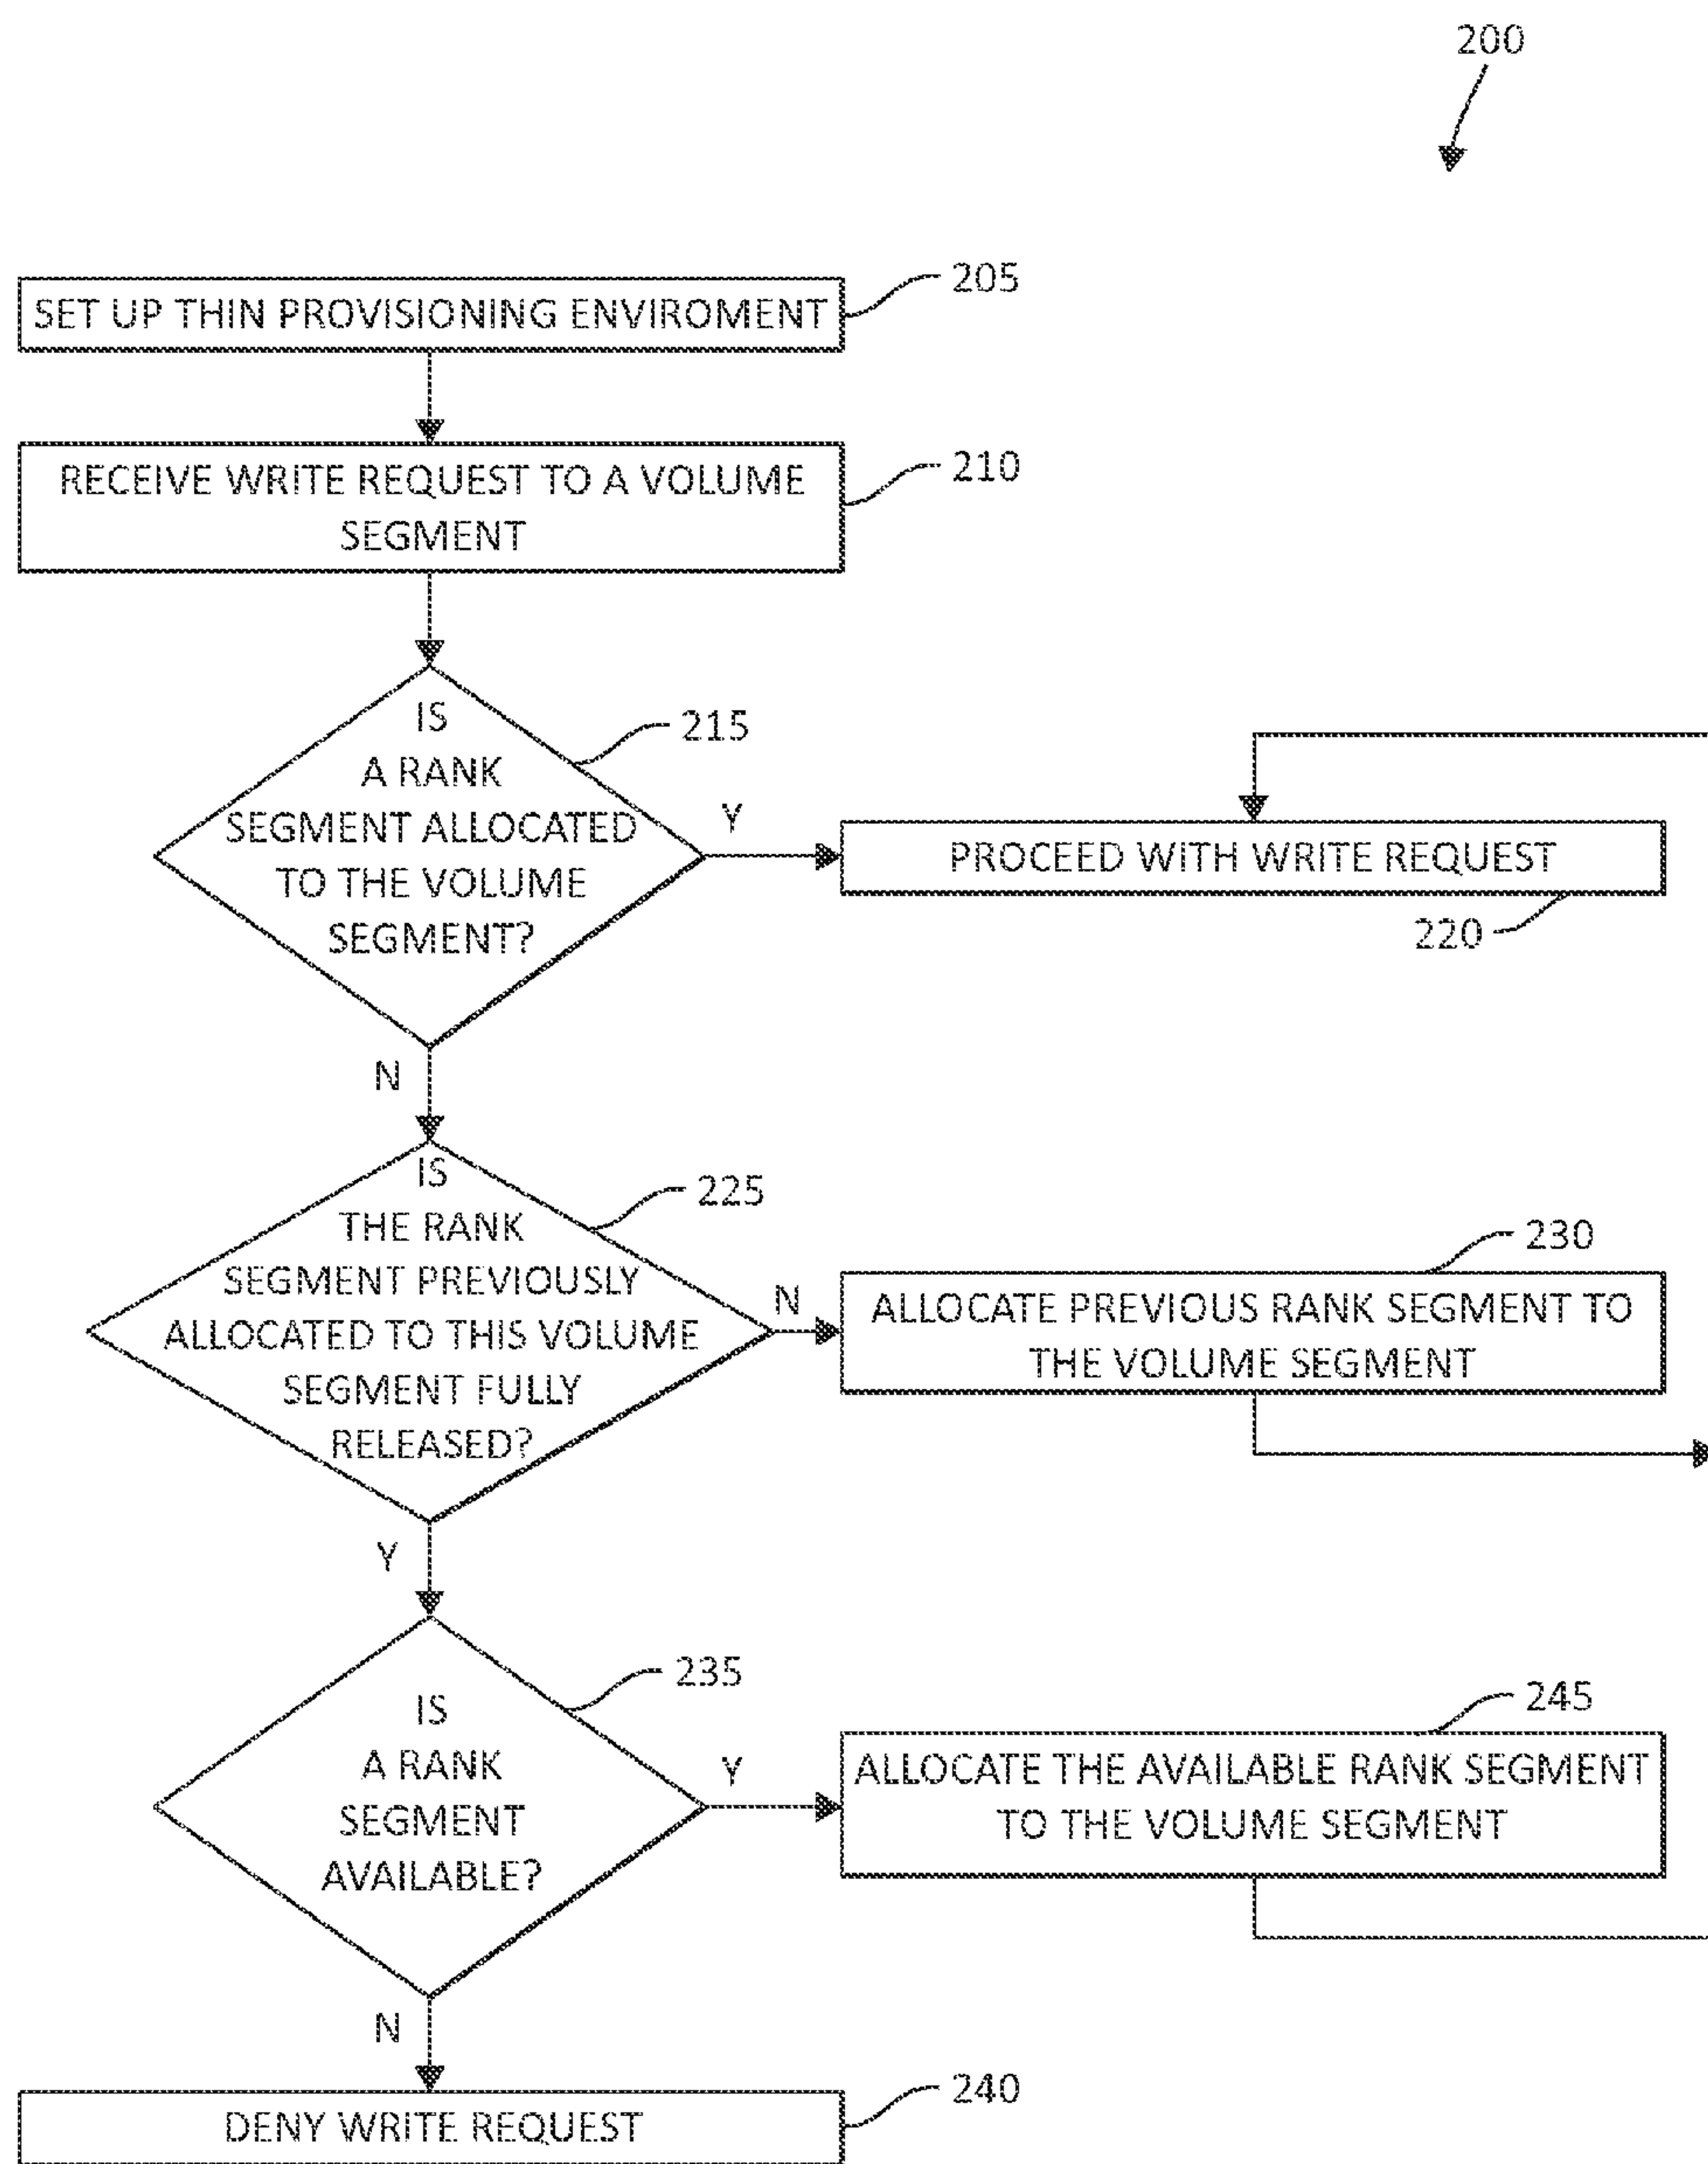 200
SET UP THIN PROVISIONING ENVIROMENT
205
RECEIVE WRITE REQUEST TO A VOLUME
SEGMENT
210
IS
A RANK
SEGMENT ALLOCATED
TO THE VOLUME
SEGMENT?
215
Y
PROCEED WITH WRITE REQUEST
220
N
IS
THE RANK
SEGMENT PREVIOUSLY
ALLOCATED TO THIS VOLUME
SEGMENT FULLY
RELEASED?
225
N
230
ALLOCATE PREVIOUS RANK SEGMENT TO
THE VOLUME SEGMENT
Y
IS
A RANK
SEGMENT
AVAILABLE?
235
Y
245
ALLOCATE THE AVAILABLE RANK SEGMENT
TO THE VOLUME SEGMENT
N
DENY WRITE REQUEST
240